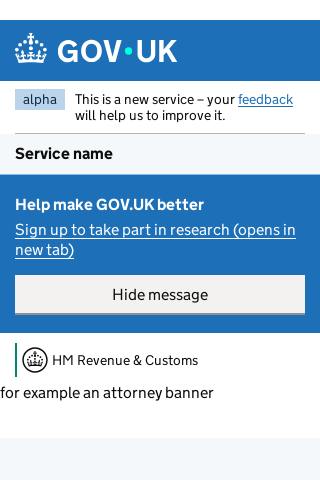 GOV•UK
alpha
This is a new service – your feedback
will help us to improve it.
Service name
Help make GOV.UK better
Sign up to take part in research (opens in
new tab)
Hide message
HM Revenue & Customs
for example an attorney banner